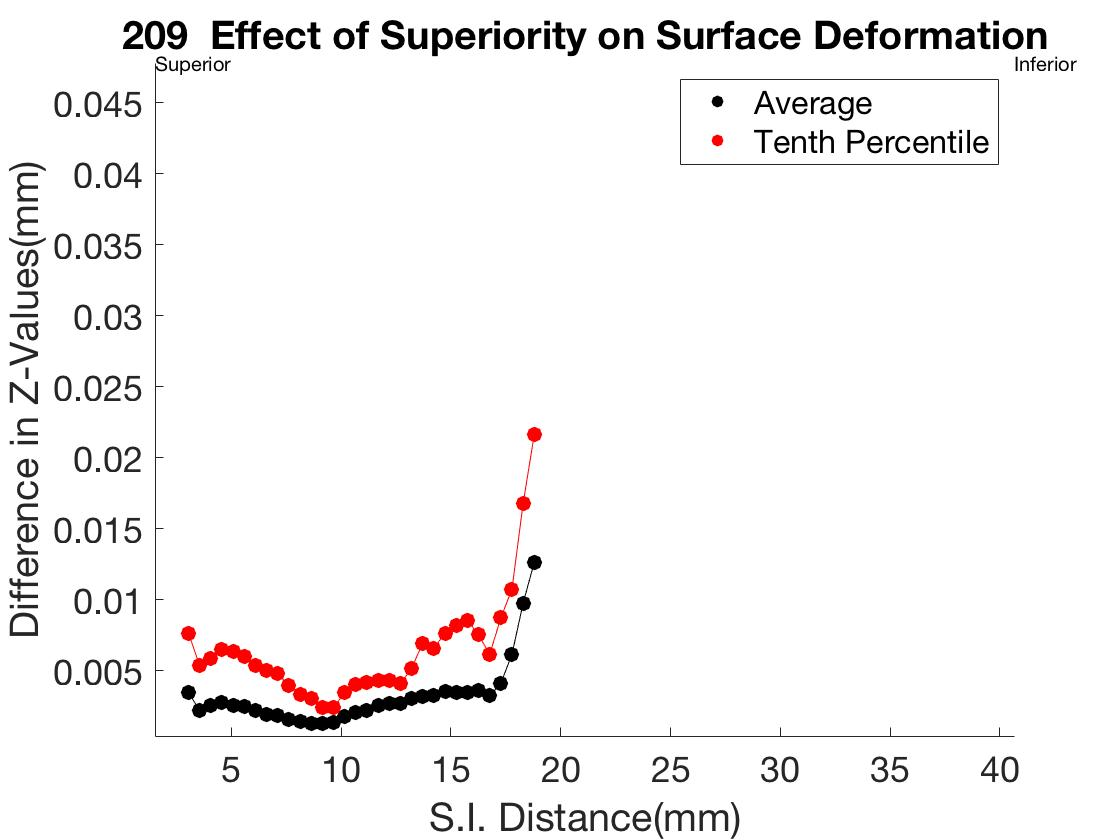 209  Effect of Superiority on Surface Deformation
Superior
Inferior
Average
Tenth Percentile
0.045
0.04
0.035
0.03
0.025
0.02
0.015
0.01
0.005
Difference in Z-Values(mm)
5 10 15 20 25 30 35 40
S.I. Distance(mm)